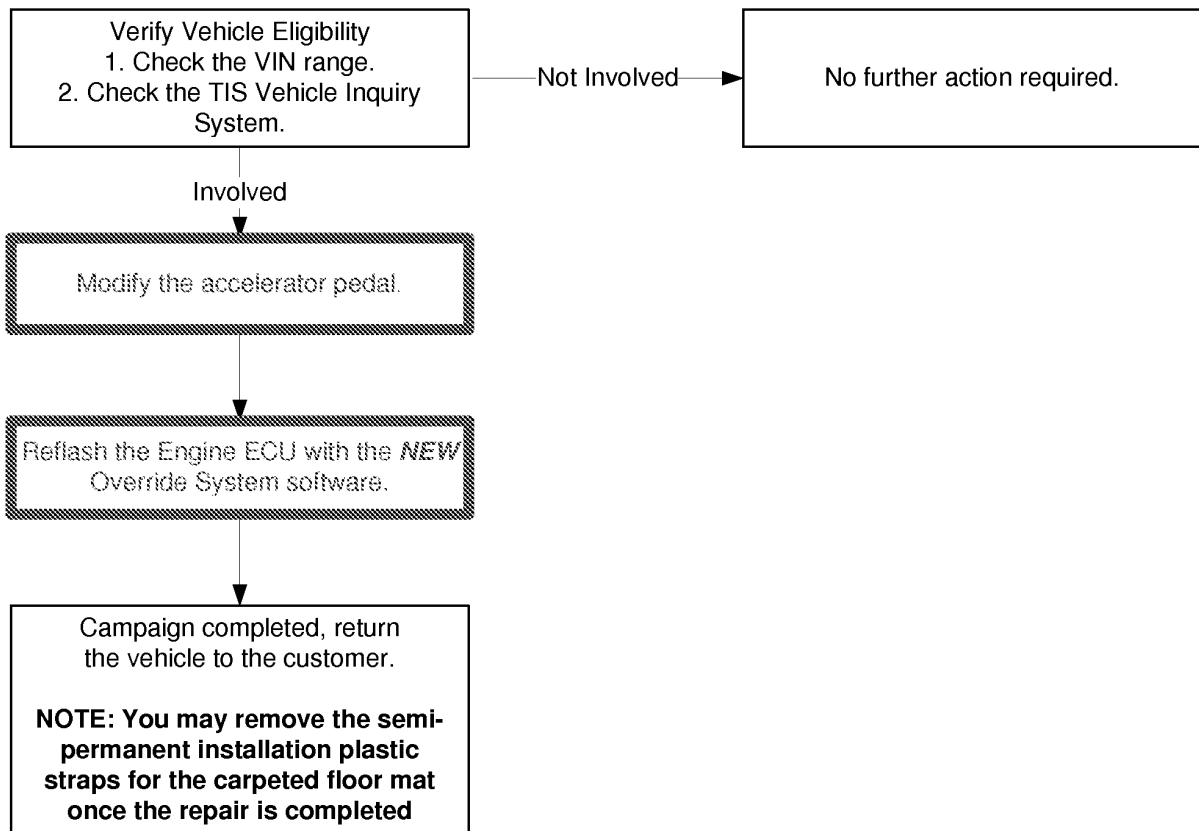 Verify Vehicle Eligibility
1. Check the VIN range.
2. Check the TIS Vehicle Inquiry
System.
Not Involved
No further action required.
Involved
Modify the accelerator pedal.
Reflash the Engine ECU with the NEW
Override System software.
Campaign completed, return
the vehicle to the customer.
NOTE: You may remove the semi-
permanent installation plastic
straps for the carpeted floor mat
once the repair is completed